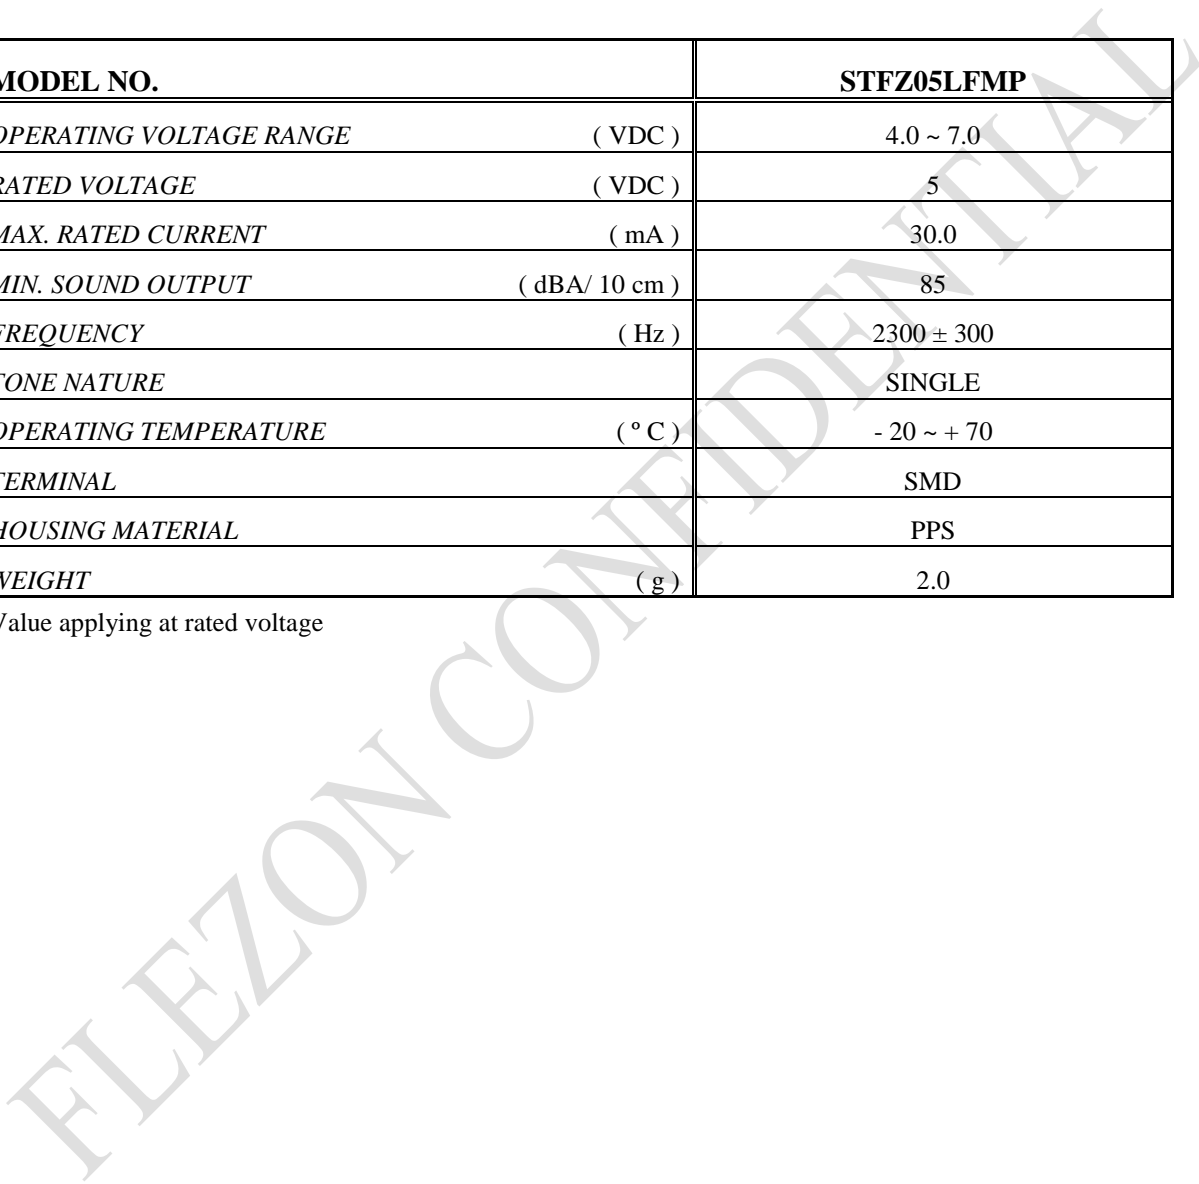 MODEL NO. STFZ05LFMP
OPERATING VOLTAGE RANGE ( VDC ) 4.0 ~ 7.0
RATED VOLTAGE ( VDC ) 5
MAX. RATED CURRENT ( mA ) 30.0
MIN. SOUND OUTPUT ( dBA/ 10 cm ) 85
FREQUENCY ( Hz ) 2300 ± 300
TONE NATURE SINGLE
OPERATING TEMPERATURE ( º C ) - 20 ~ + 70
TERMINAL SMD
HOUSING MATERIAL PPS
WEIGHT ( g ) 2.0
Value applying at rated voltage
FLEZON CONFIDENTIAL